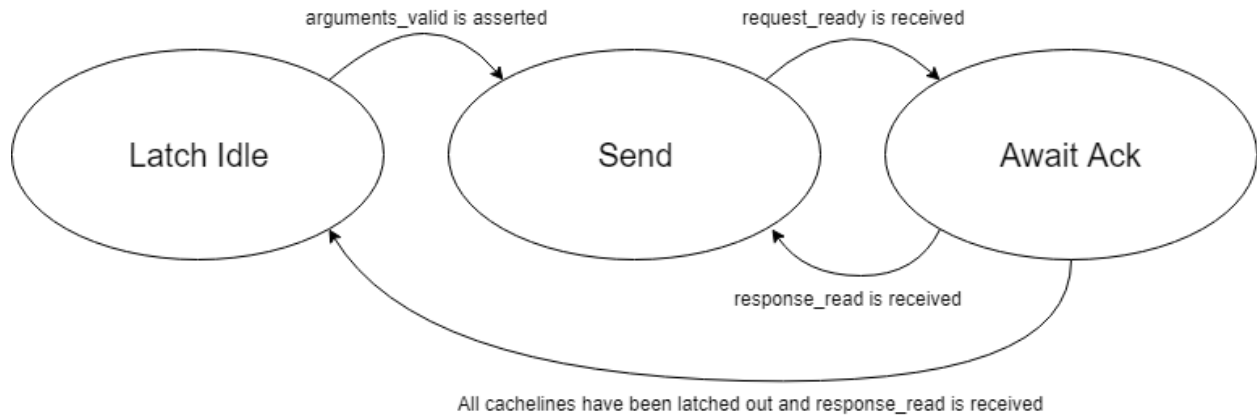 arguments_valid is asserted
request_ready is received
Latch Idle
Send
Await Ack
response_read is received
All cachelines have been latched out and response_read is received